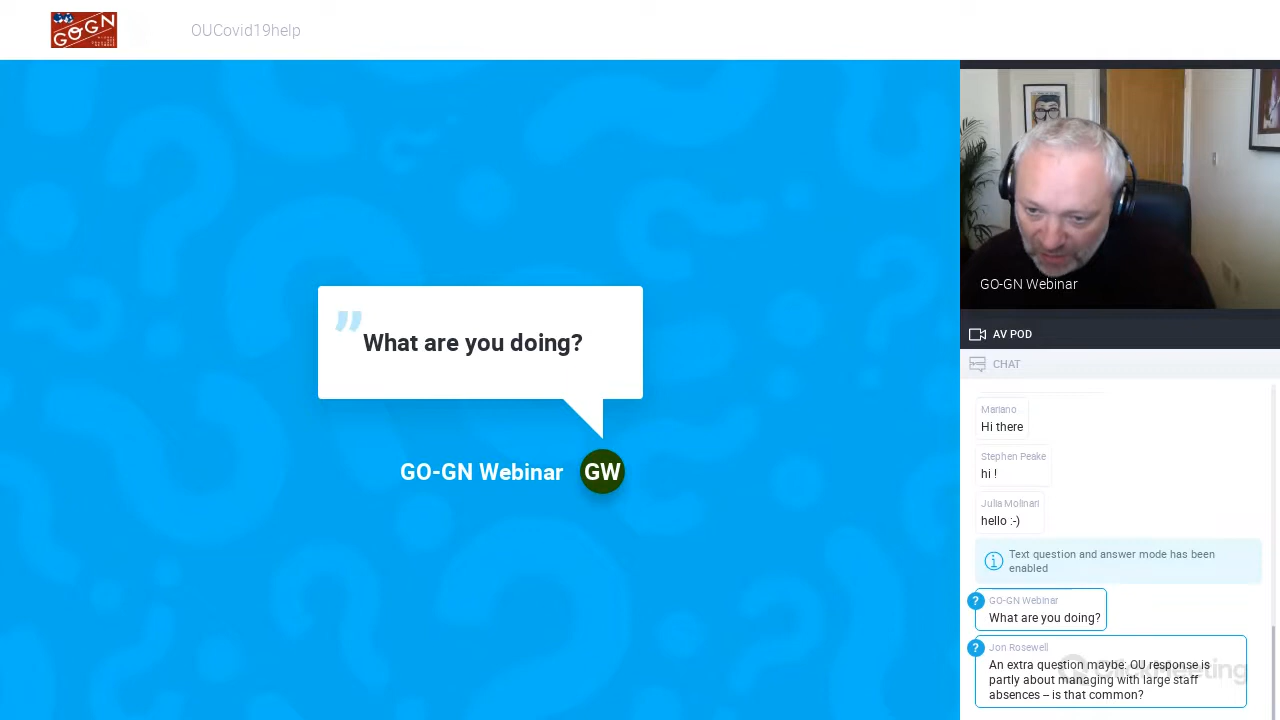 GOGN
OUCovid19help
What are you doing?
GO-GN Webinar
GW
GO-GN Webinar
AV POD
CHAT
Mariano
Hi there
Stephen Peake
hi !
Julia Molinari
hello :-)
Text question and answer mode has been
enabled
GO-GN Webinar
What are you doing?
Jon Rosewell
An extra question maybe: OU response is
partly about managing with large staff
absences – is that common?